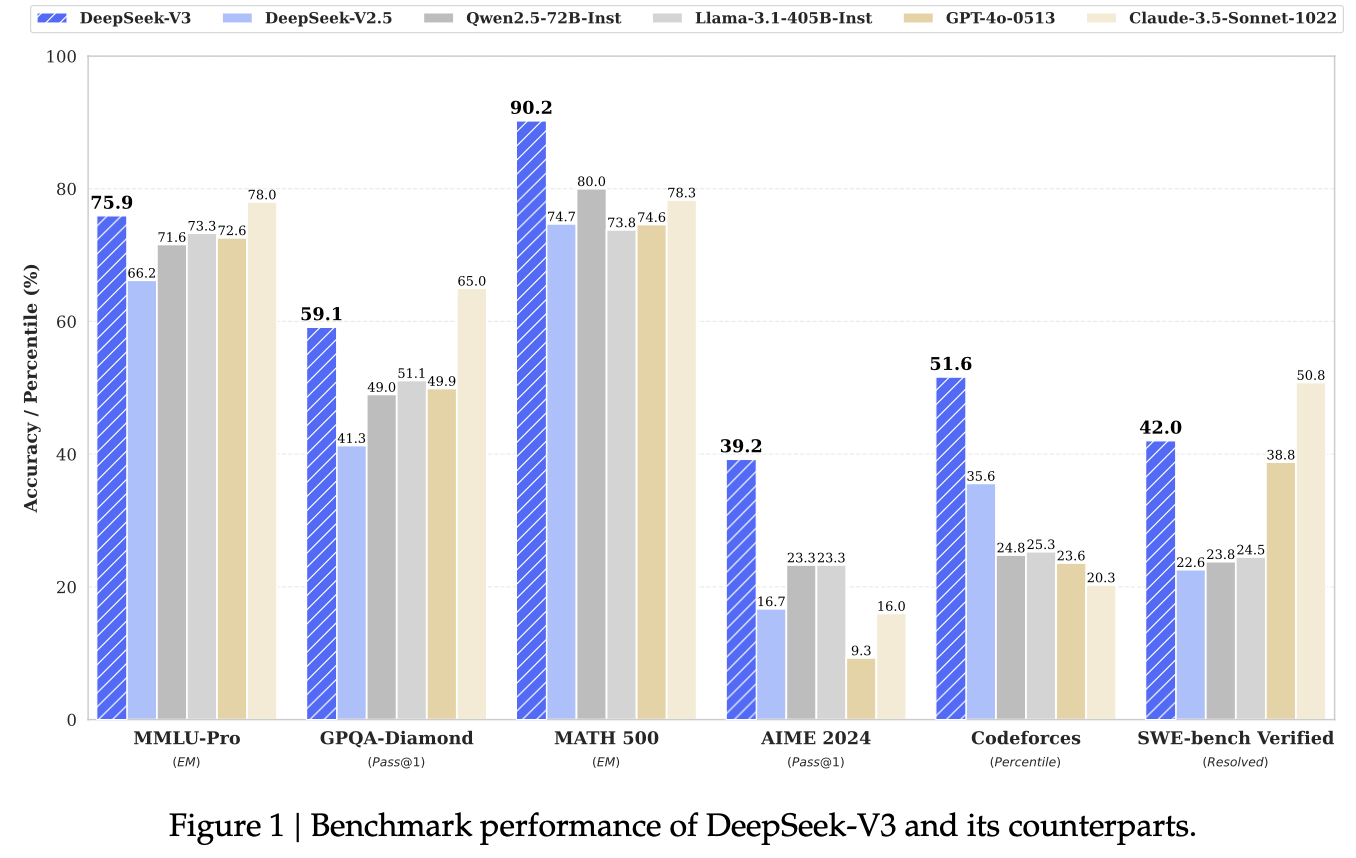 DeepSeek-V3 DeepSeek-V2.5 Qwen2.5-72B-Inst Llama-3.1-405B-Inst GPT-4o-0513 Claude-3.5-Sonnet-1022
Accuracy / Percentile (%)
100
80
60
40
20
0
75.9 66.2 71.6 73.3 72.6 78.0
59.1 41.3 49.0 51.1 49.9 65.0
90.2 74.7 80.0 73.8 74.6 78.3
39.2 16.7 23.3 23.3 9.3 16.0
51.6 35.6 24.8 25.3 23.6 20.3
42.0 22.6 23.8 24.5 38.8 50.8
MMLU-Pro GPQA-Diamond MATH 500 AIME 2024 Codeforces SWE-bench Verified
(EM) (Pass@1) (EM) (Pass@1) (Percentile) (Resolved)
Figure 1 | Benchmark performance of DeepSeek-V3 and its counterparts.